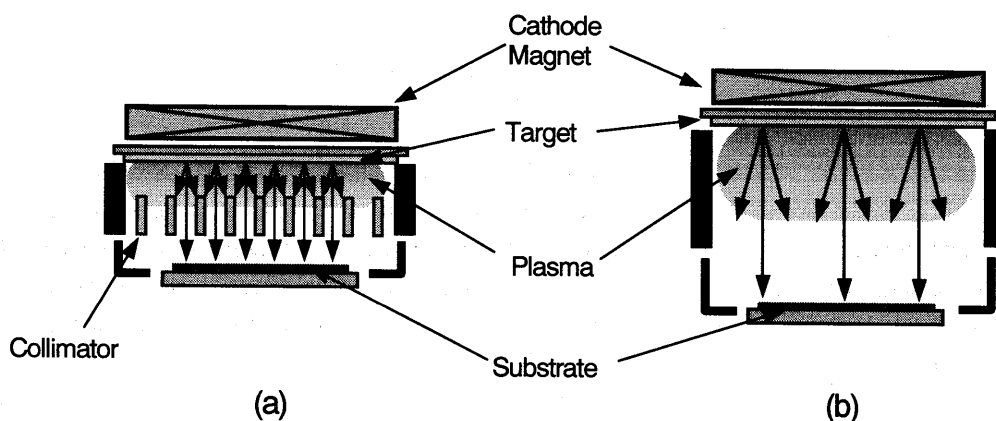 Cathode
Magnet
Target
Plasma
Collimator
Substrate
(a)
(b)